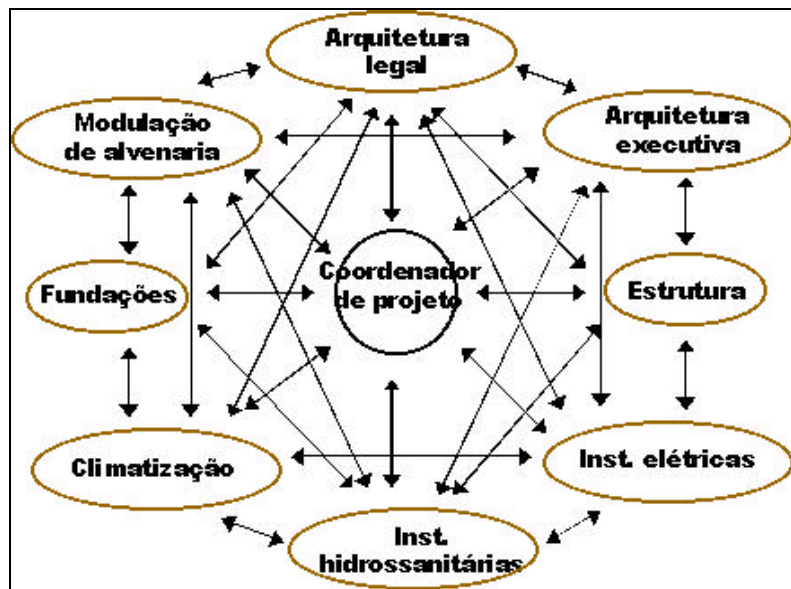 Arquitetura
legal
Modulação
de alvenaria
Arquitetura
executiva
Fundações
Coordenador
de projeto
Estrutura
Climatização
Inst. elétricas
Inst.
hidrossanitárias